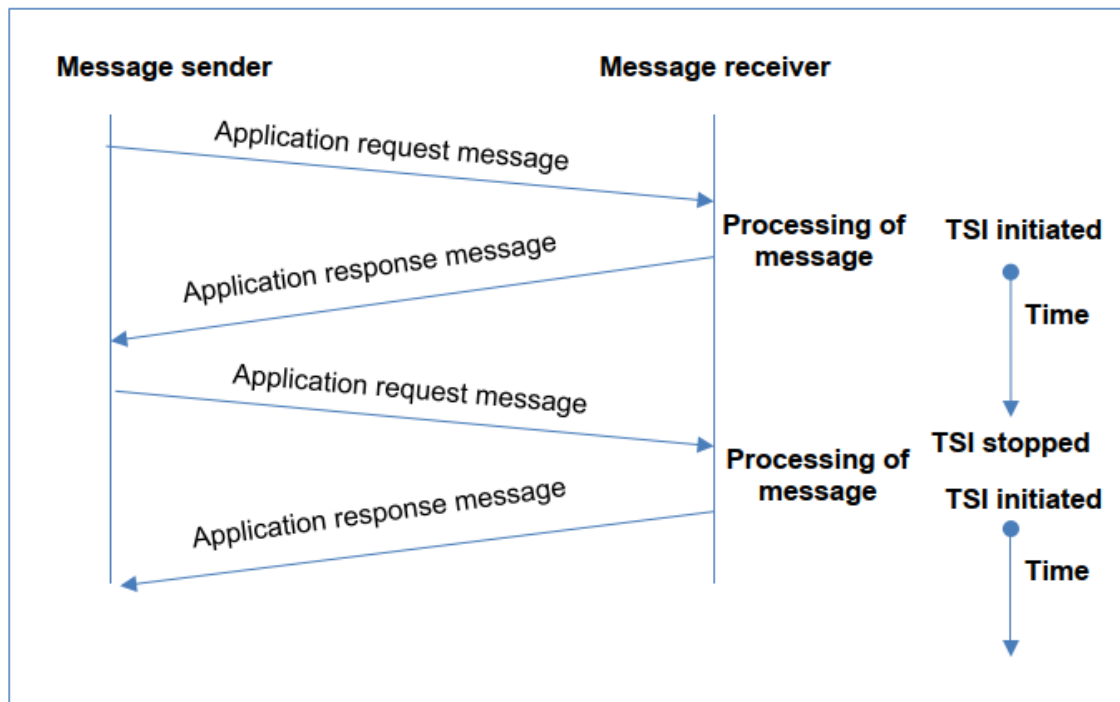 Message sender
Message receiver
Application request message
Processing of
message
TSI initiated
Application response message
Time
Application request message
TSI stopped
Processing of
message
TSI initiated
Application response message
Time